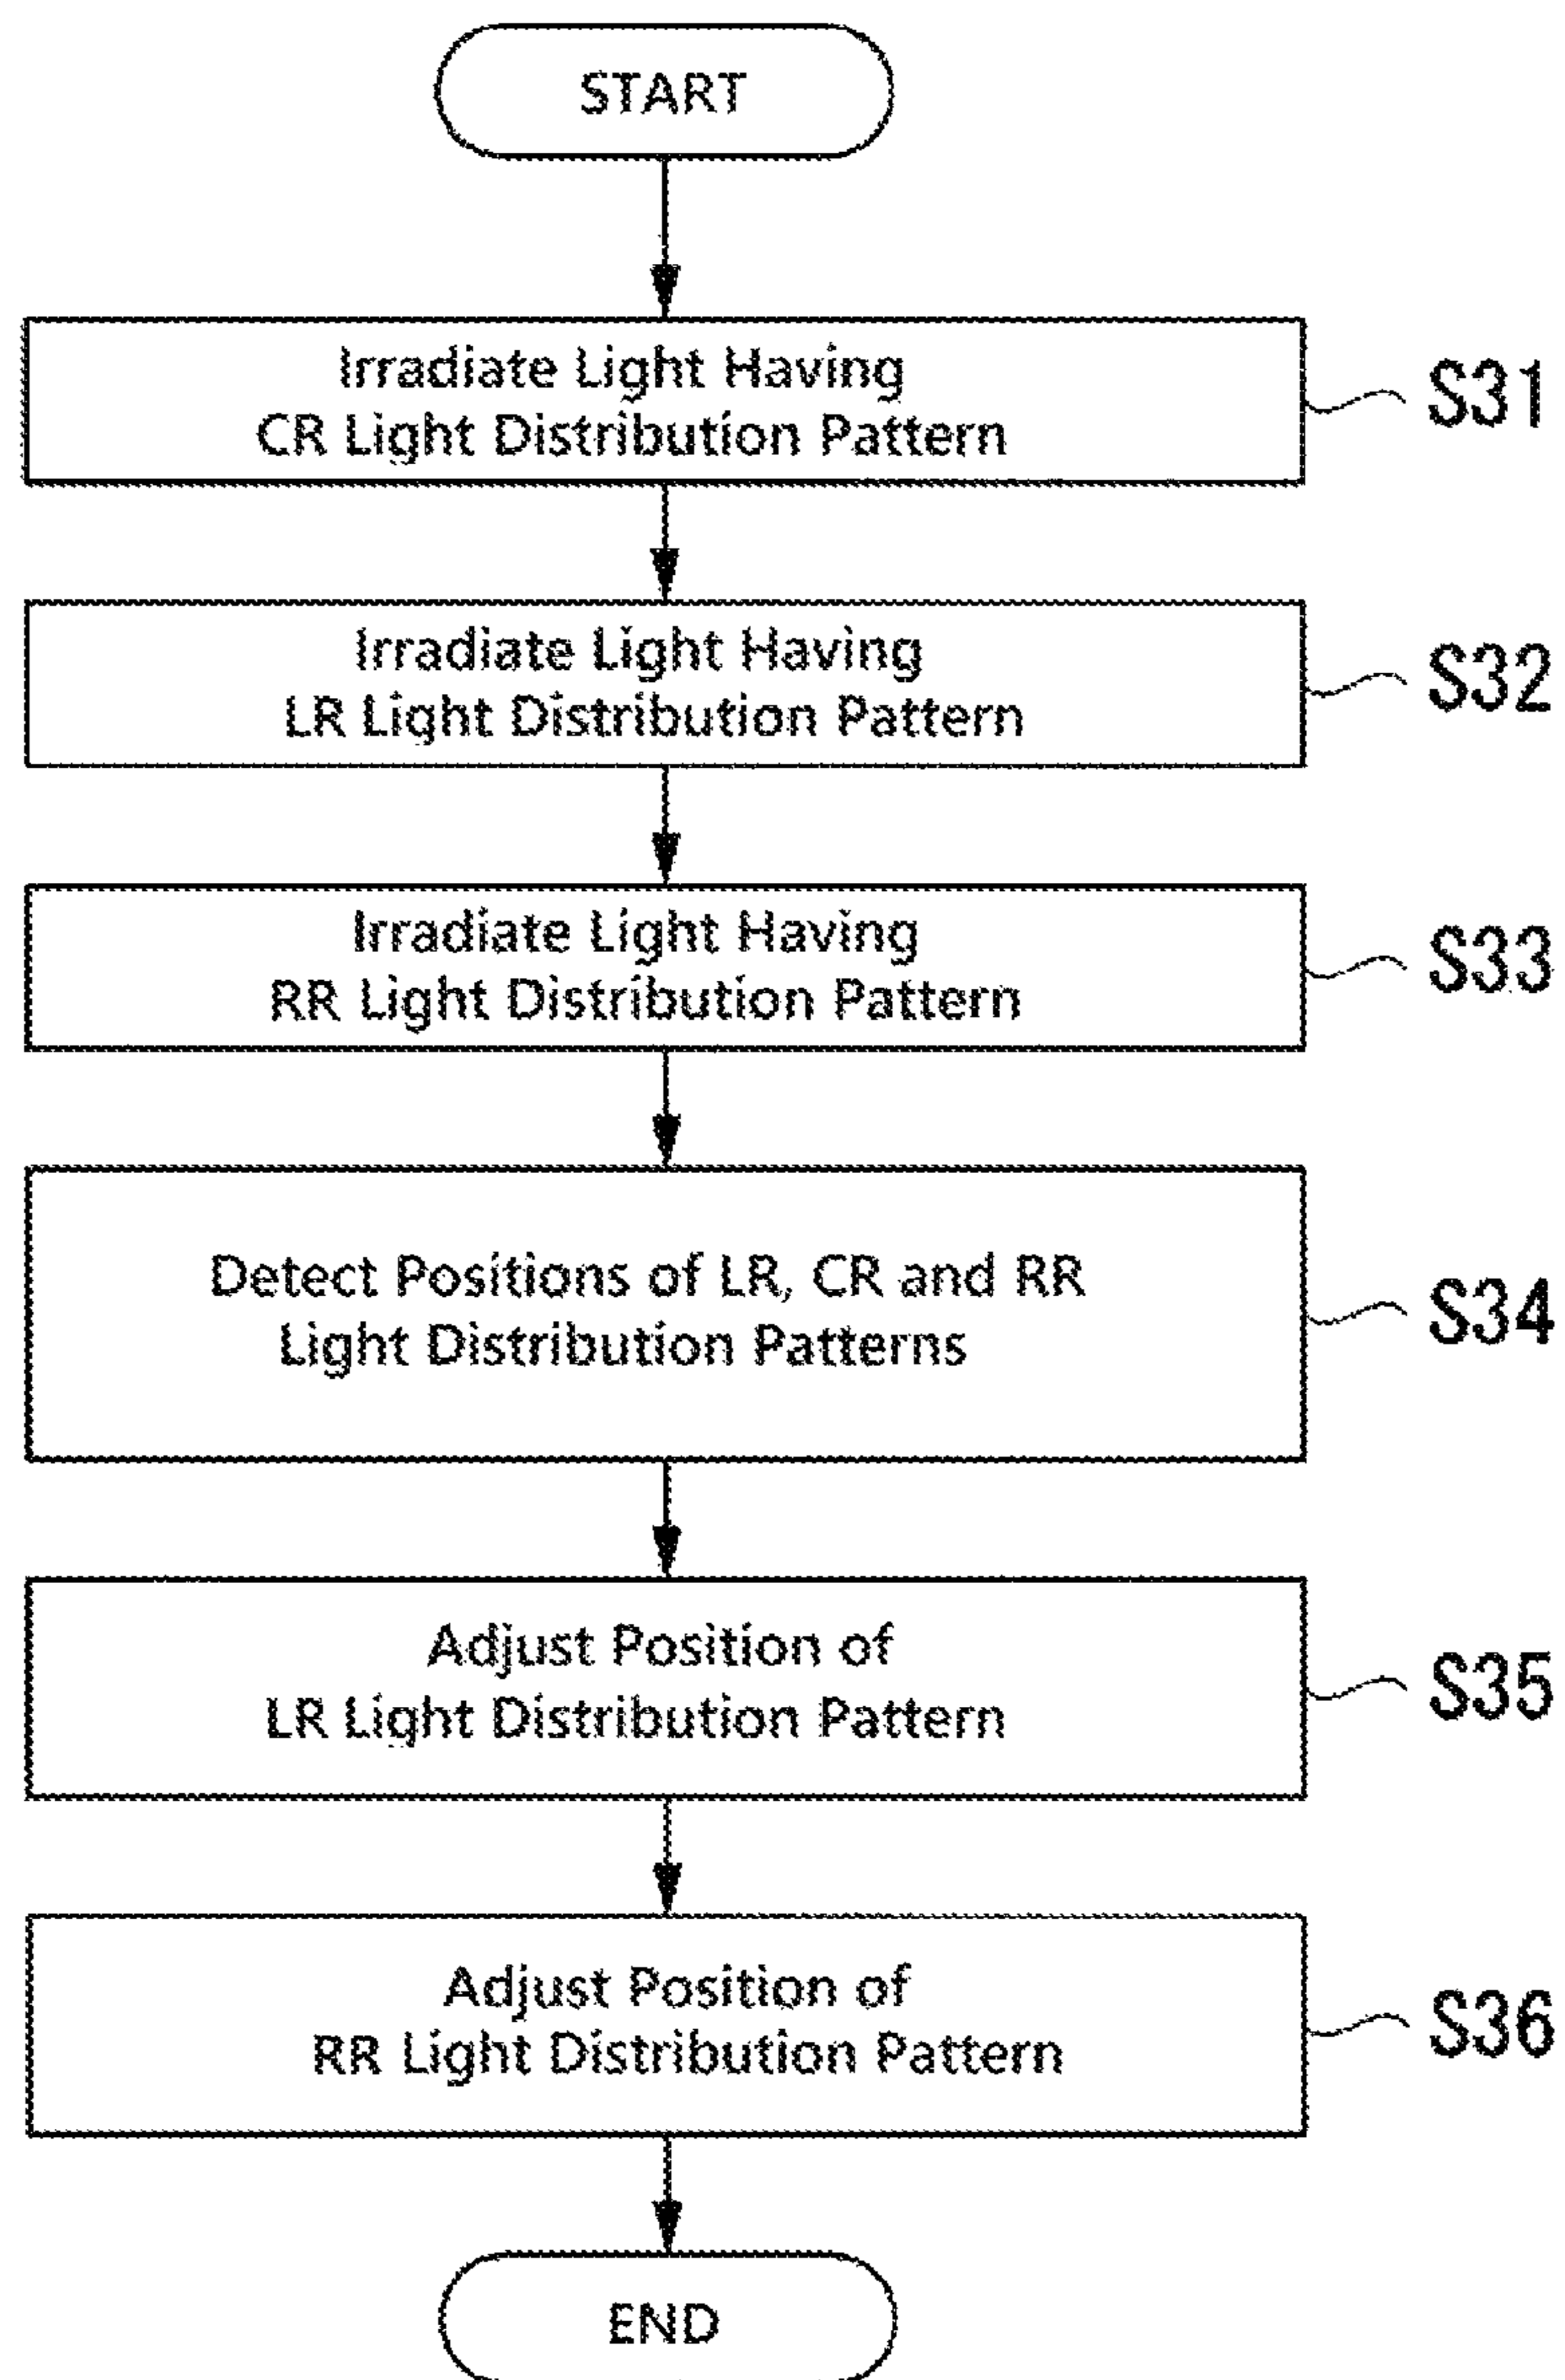 START
Irradiate Light Having
CR Light Distribution Pattern
S31
Irradiate Light Having
LR Light Distribution Pattern
S32
Irradiate Light Having
RR Light Distribution Pattern
S33
Detect Positions of LR, CR and RR
Light Distribution Patterns
S34
Adjust Position of
LR Light Distribution Pattern
S35
Adjust Position of
RR Light Distribution Pattern
S36
END